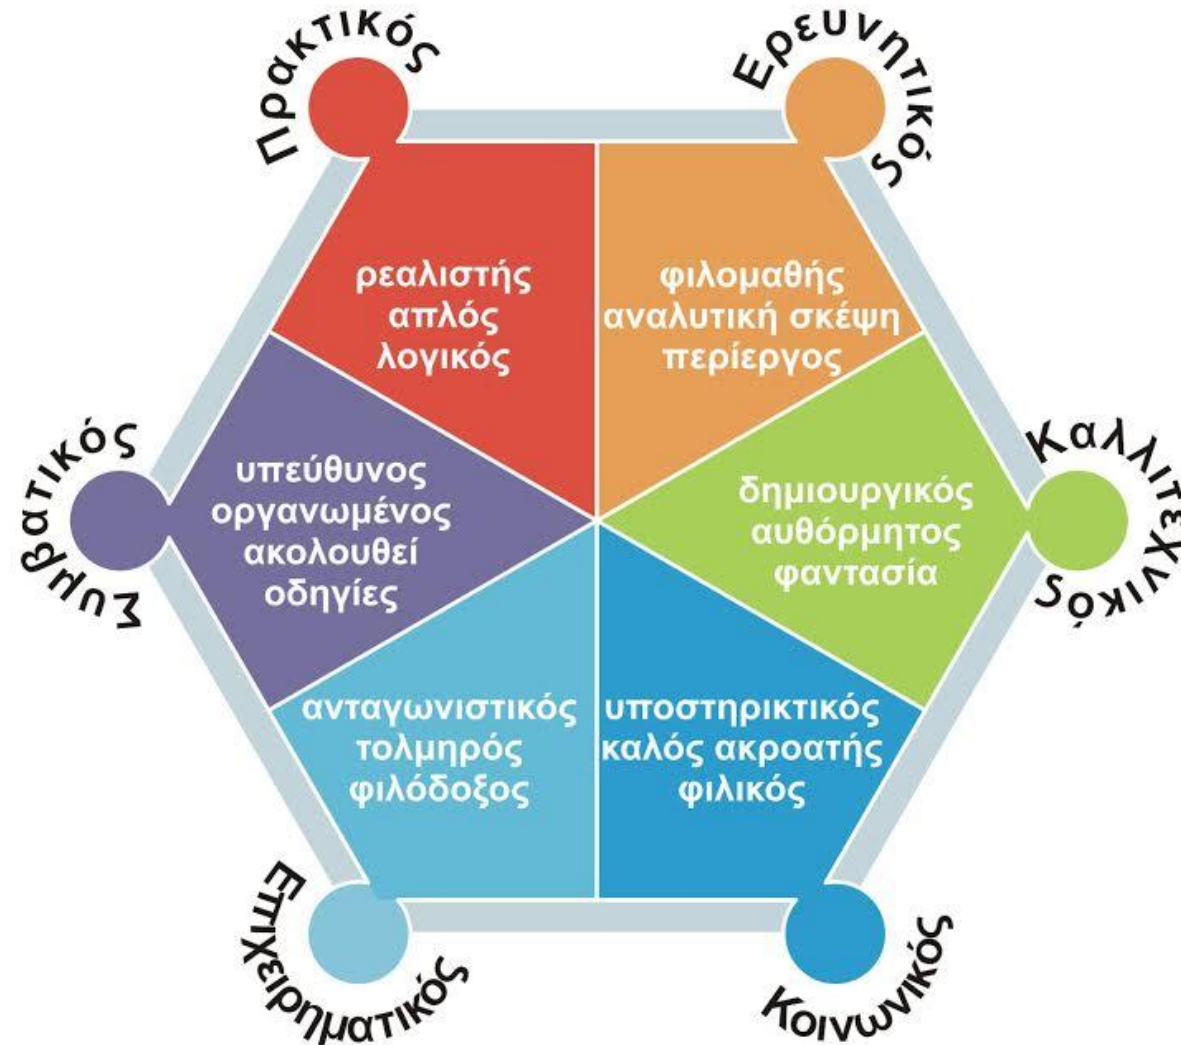 Πρακτικός
Ερευνητικός
ρεαλιστής
απλός
λογικός
φιλομαθής
αναλυτική σκέψη
περίεργος
Συμβατικός
υπεύθυνος
οργανωμένος
ακολουθεί
οδηγίες
δημιουργικός
αυθόρμητος
φαντασία
Καλλιτεχνικός
ανταγωνιστικός
τολμηρός
φιλόδοξος
υποστηρικτικός
καλός ακροατής
φιλικός
Επιχειρηματικός
Κοινωνικός